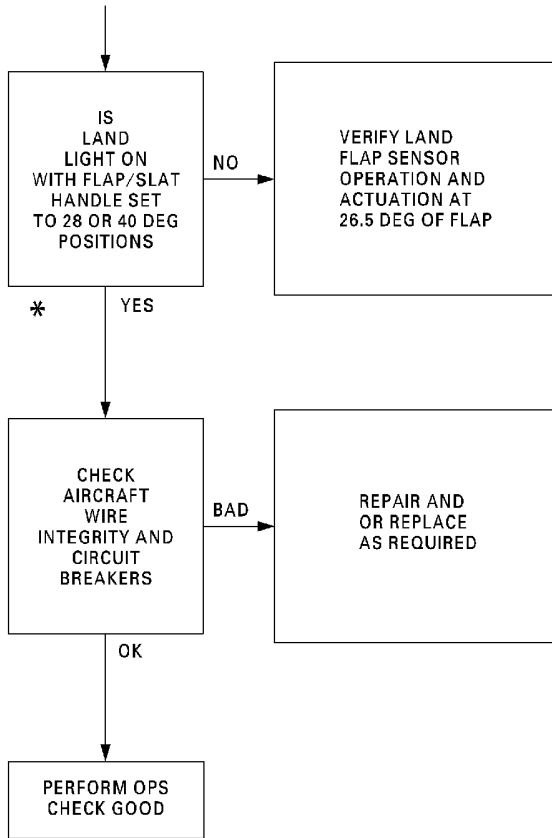 IS
LAND
LIGHT ON
WITH FLAP/SLAT
HANDLE SET
TO 28 OR 40 DEG
POSITIONS
NO
VERIFY LAND
FLAP SENSOR
OPERATION AND
ACTUATION AT
26.5 DEG OF FLAP
*
YES
CHECK
AIRCRAFT
WIRE
INTEGRITY AND
CIRCUIT
BREAKERS
BAD
REPAIR AND
OR REPLACE
AS REQUIRED
OK
PERFORM OPS
CHECK GOOD